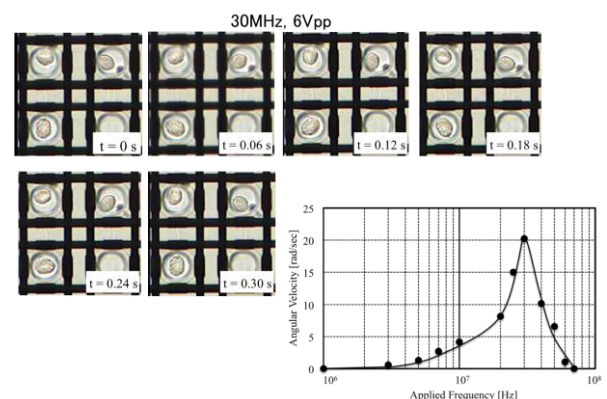 30MHz, 6Vpp
t = 0 s
t = 0.06 s
t = 0.12 s
t = 0.18 s
t = 0.24 s
t = 0.30 s
25
20
15
10
5
0
Angular Velocity [rad/sec]
10⁶
10⁷
10⁸
Applied Frequency [Hz]